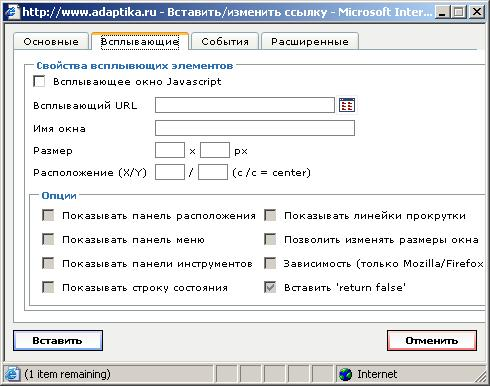 http://www.adaptika.ru - Вставить/изменить ссылку - Microsoft Inter...
Основные Всплывающие События Расширенные
Свойства всплывющих элементов
Всплывающее окно Javascript
Всплывающий URL
Имя окна
Размер x px
Расположение (X/Y) / (c /c = center)
Опции
Показывать панель расположения Показывать линейки прокрутки
Показывать панель меню Позволить изменять размеры окна
Показывать панели инструментов Зависимость (только Mozilla/Firefox
Показывать строку состояния Вставить 'return false'
Вставить Отменить
(1 item remaining) Internet